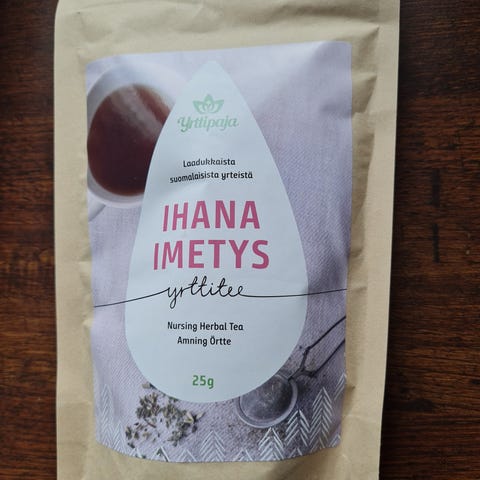 Yrttipaja
Laadukkaista
suomalaisista yrteistä
IHANA
IMETYS
yrttitee
Nursing Herbal Tea
Amning Örtte
25g